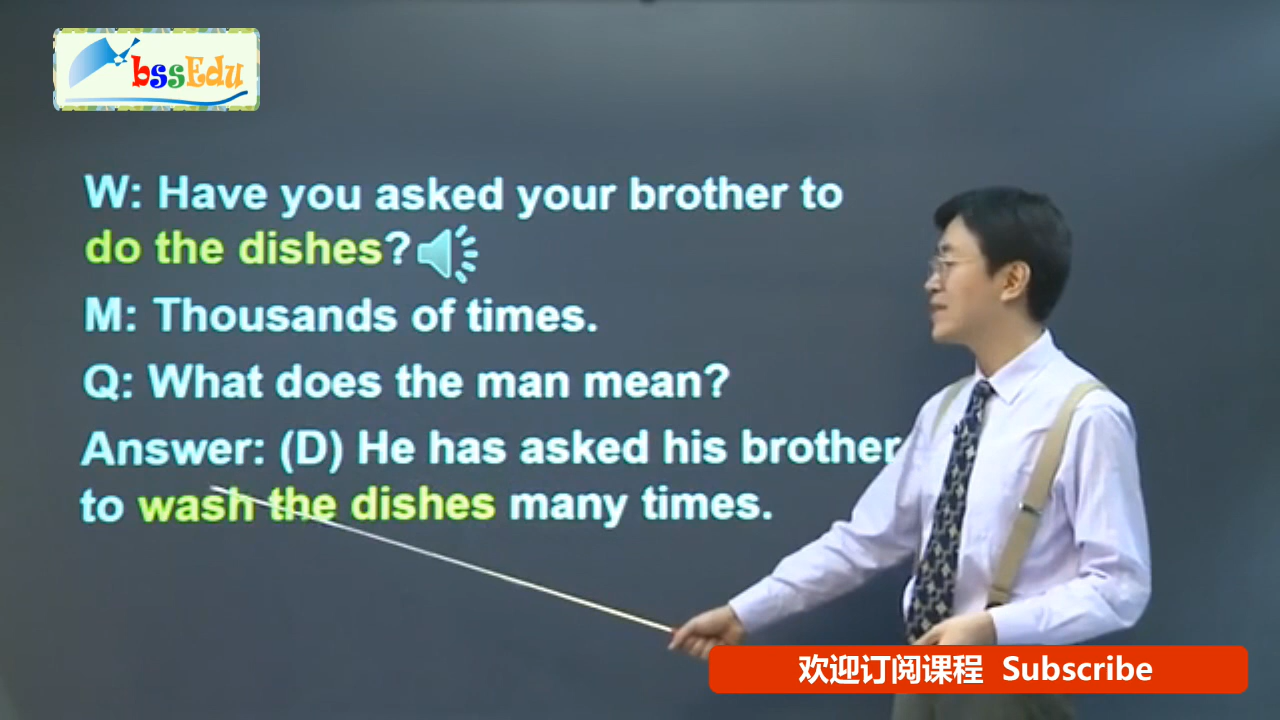 bssEdu
W: Have you asked your brother to
do the dishes?
M: Thousands of times.
Q: What does the man mean?
Answer: (D) He has asked his brother
to wash the dishes many times.
欢迎订阅课程 Subscribe